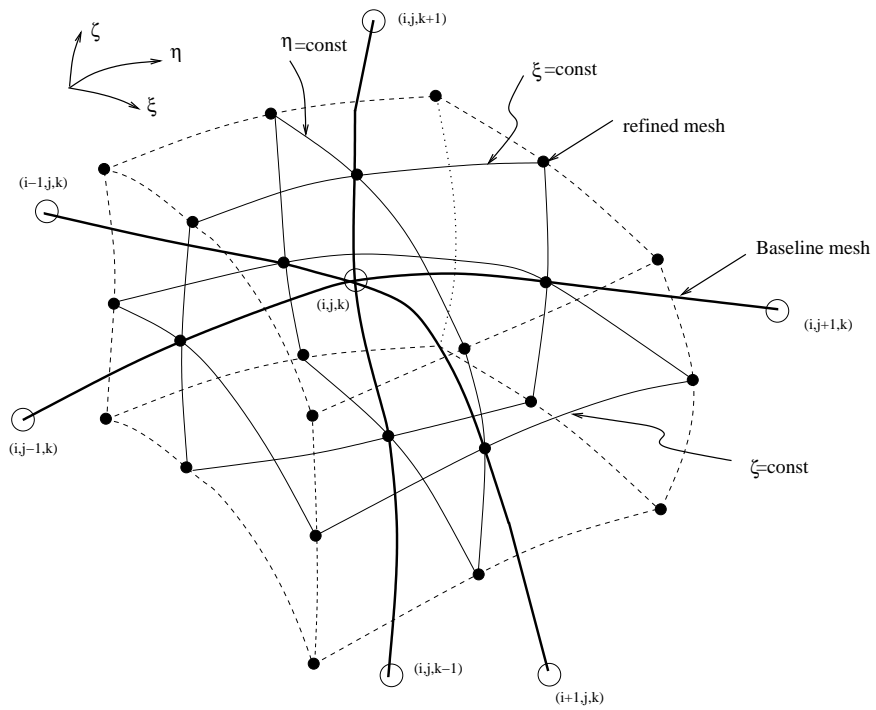 (i,j,k+1)
ζ
η
ξ
η=const
ξ=const
refined mesh
(i−1,j,k)
Baseline mesh
(i,j,k)
(i,j+1,k)
(i,j−1,k)
ζ=const
(i,j,k−1)
(i+1,j,k)